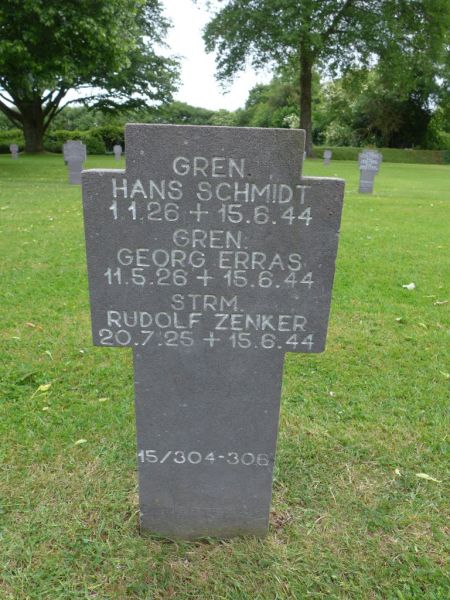 GREN.
HANS SCHMIDT
1.1.26 + 15.6.44
GREN.
GEORG ERRAS
11.5.26 + 15.6.44
STRM.
RUDOLF ZENKER
20.7.25 + 15.6.44
15/304-306